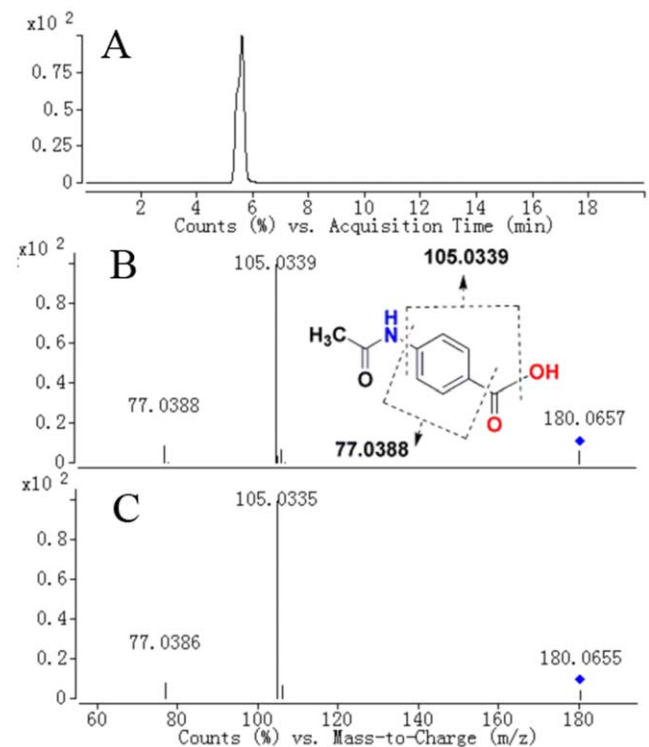 x10 2
A
0.75
0.5
0.25
0
2 4 6 8 10 12 14 16 18
Counts (%) vs. Acquisition Time (min)
x10 2
B
105.0339
105.0339
0.8
0.6
0.4
0.2
0
H
N
H₃C
O
OH
O
77.0388
180.0657
77.0388
x10 2
C
105.0335
0.8
0.6
0.4
0.2
0
77.0386
180.0655
60 80 100 120 140 160 180
Counts (%) vs. Mass-to-Charge (m/z)